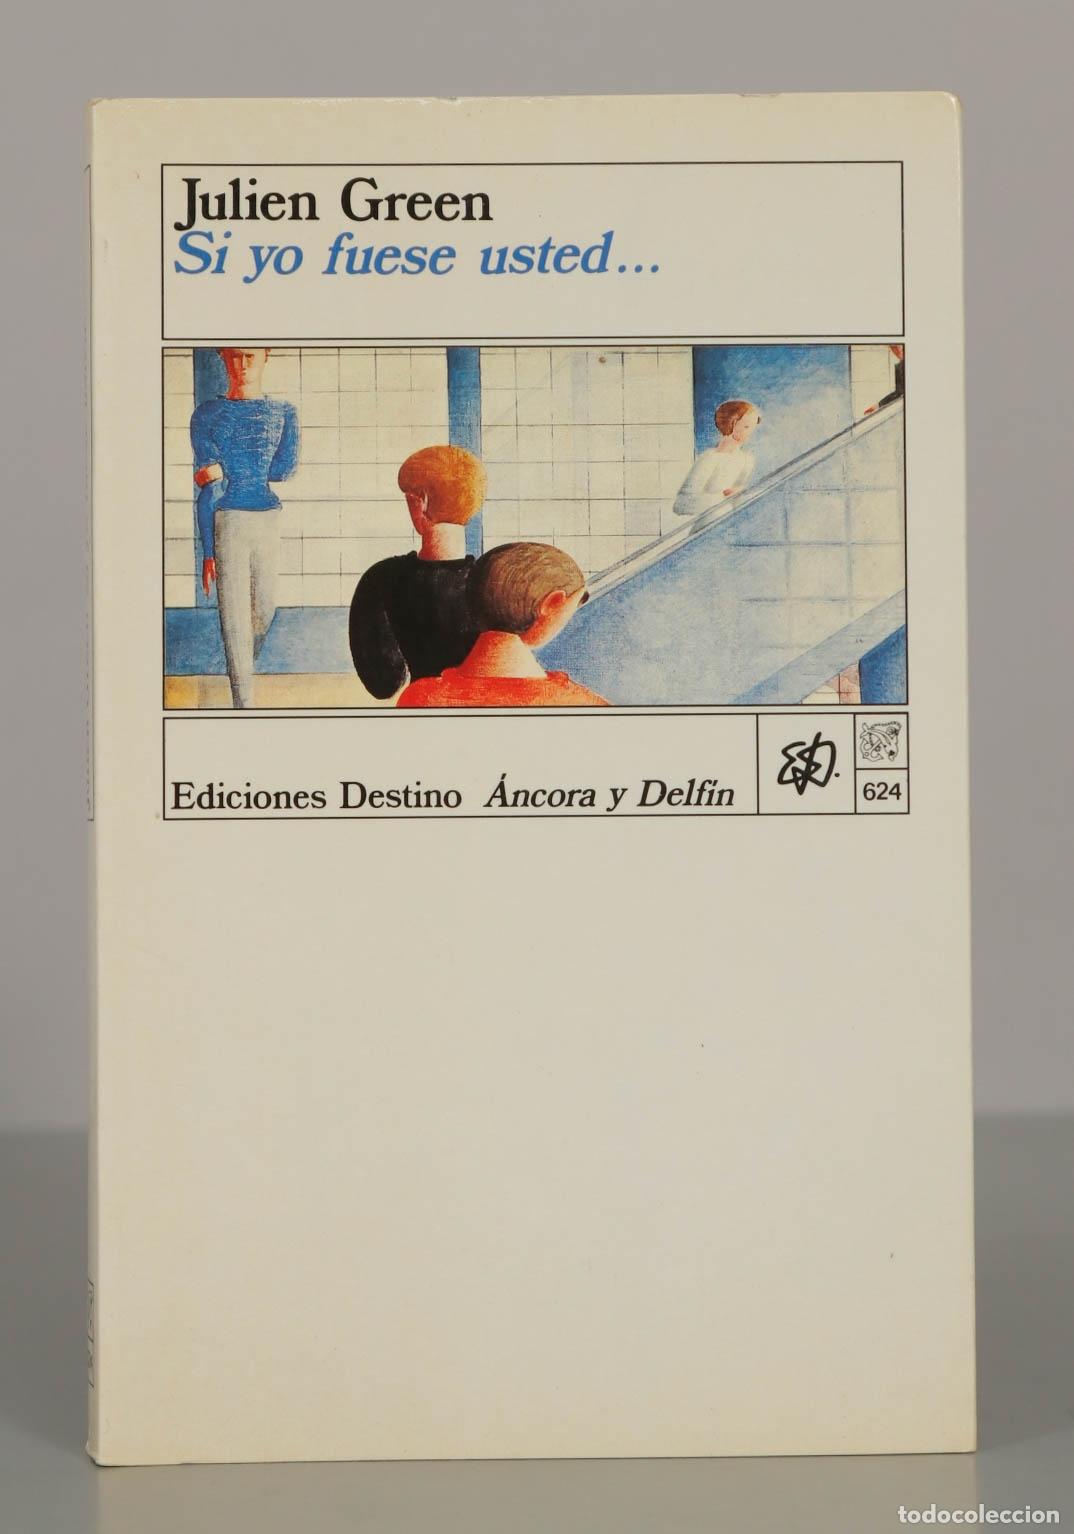 Julien Green
Si yo fuese usted...
Ediciones Destino Áncora y Delfín
624
todocoleccion